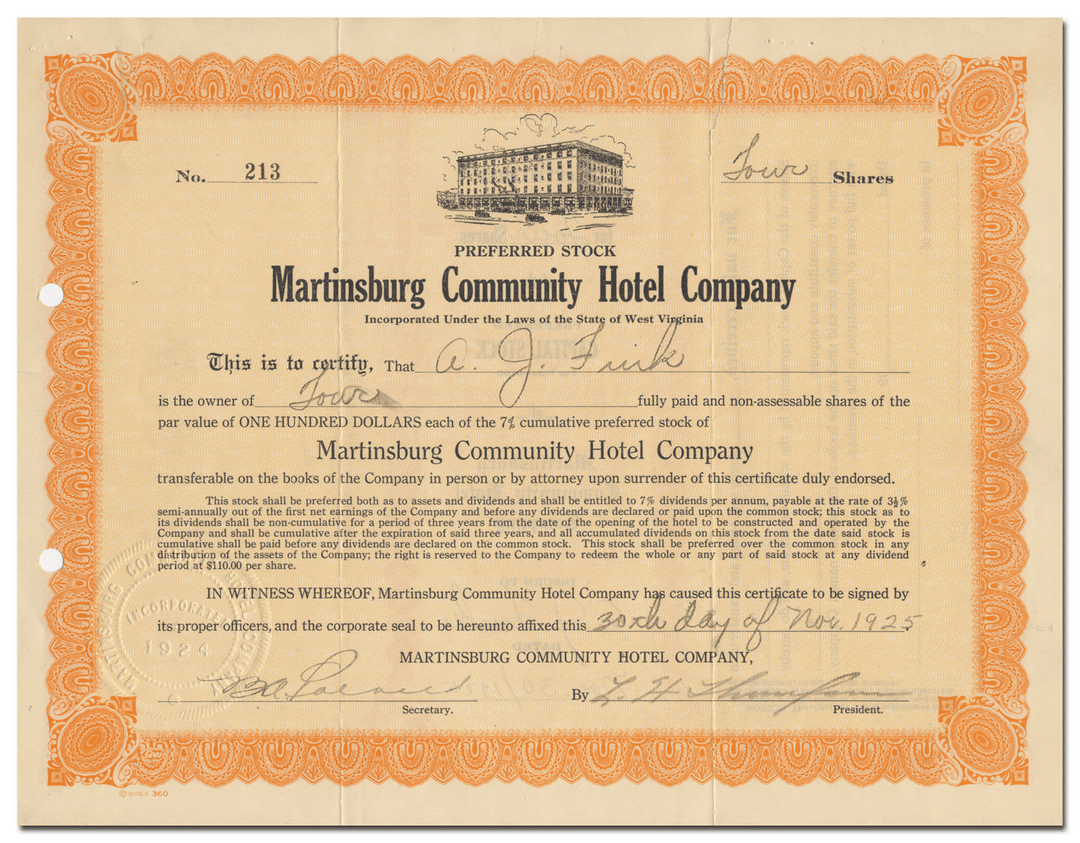 No. 213
Four Shares
PREFERRED STOCK
Martinsburg Community Hotel Company
Incorporated Under the Laws of the State of West Virginia
This is to certify, That A. J. Fink
is the owner of Four fully paid and non-assessable shares of the
par value of ONE HUNDRED DOLLARS each of the 7% cumulative preferred stock of
Martinsburg Community Hotel Company
transferable on the books of the Company in person or by attorney upon surrender of this certificate duly endorsed.
This stock shall be preferred both as to assets and dividends and shall be entitled to 7% dividends per annum, payable at the rate of 3½%
semi-annually out of the first net earnings of the Company and before any dividends are declared or paid upon the common stock; this stock as to
its dividends shall be non-cumulative for a period of three years from the date of the opening of the hotel to be constructed and operated by the
Company and shall be cumulative after the expiration of said three years, and all accumulated dividends on this stock from the date said stock is
cumulative shall be paid before any dividends are declared on the common stock. This stock shall be preferred over the common stock in any
distribution of the assets of the Company; the right is reserved to the Company to redeem the whole or any part of said stock at any dividend
period at $110.00 per share.
IN WITNESS WHEREOF, Martinsburg Community Hotel Company has caused this certificate to be signed by
its proper officers, and the corporate seal to be hereunto affixed this 30th day of Nov. 1925
MARTINSBURG COMMUNITY HOTEL COMPANY,
By L H Thompson
Secretary.
President.
MARTINSBURG COMMUNITY HOTEL COMPANY
INCORPORATED
1924
© GOES 360